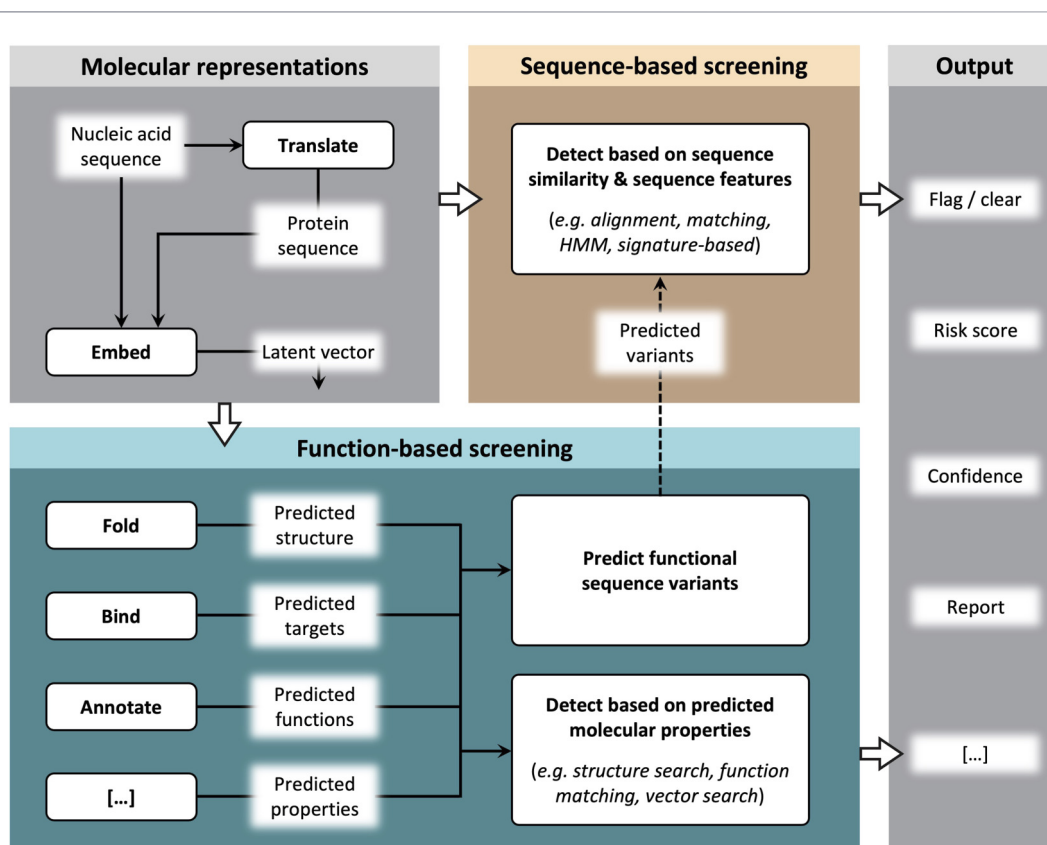 Molecular representations
Nucleic acid
sequence
Translate
Protein
sequence
Embed
Latent vector
Sequence-based screening
Detect based on sequence
similarity & sequence features
(e.g. alignment, matching,
HMM, signature-based)
Predicted
variants
Function-based screening
Fold
Predicted
structure
Bind
Predicted
targets
Annotate
Predicted
functions
[...]
Predicted
properties
Predict functional
sequence variants
Detect based on predicted
molecular properties
(e.g. structure search, function
matching, vector search)
Output
Flag / clear
Risk score
Confidence
Report
[...]